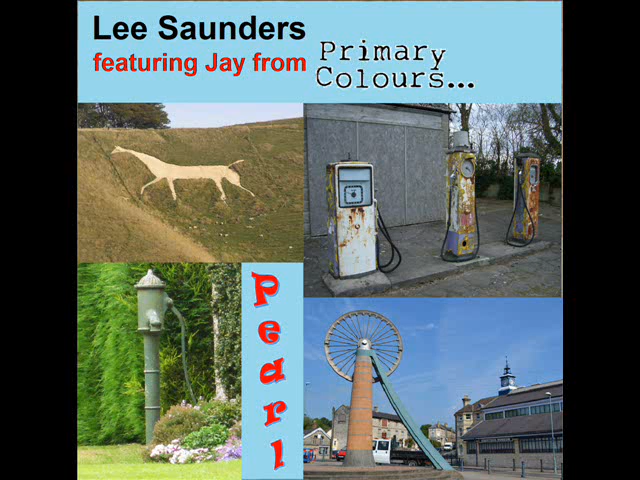 Lee Saunders
featuring Jay from
Primary
Colours...
Pearl